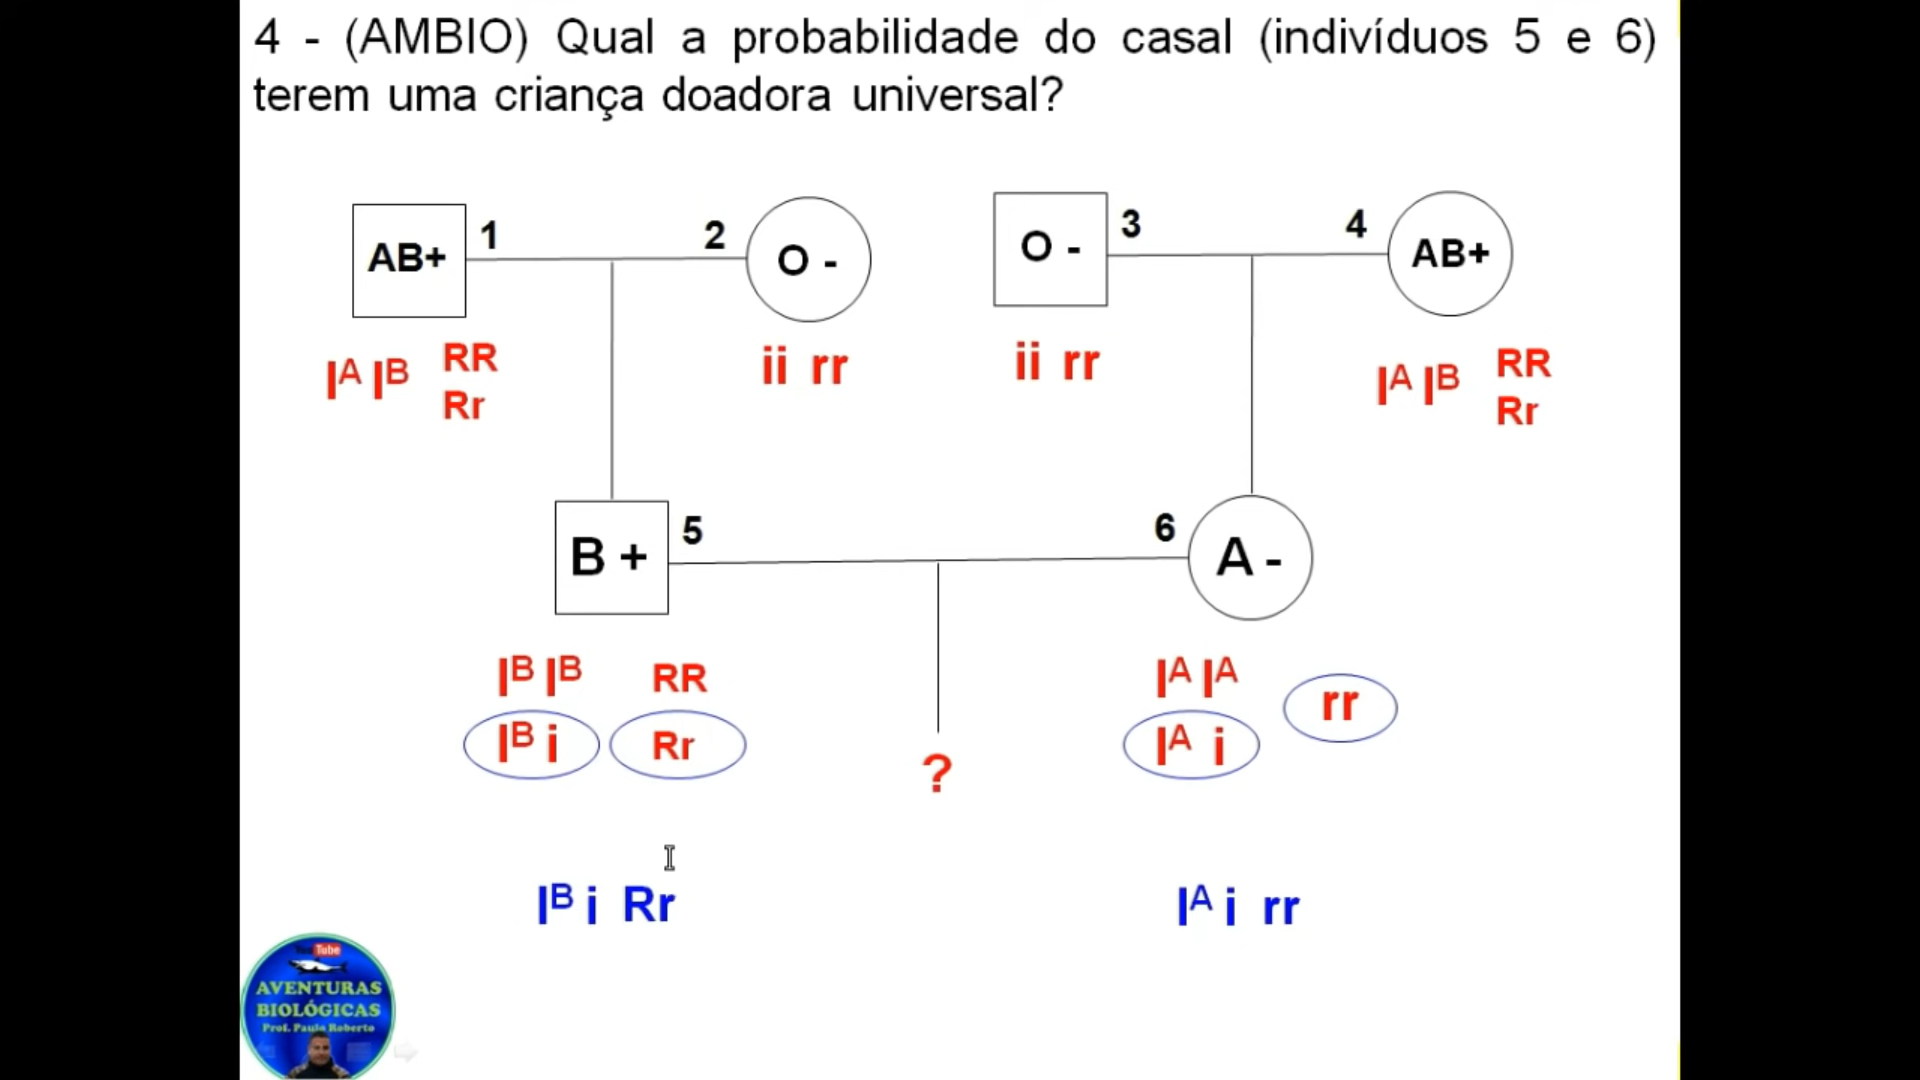 4 - (AMBIO) Qual a probabilidade do casal (indivíduos 5 e 6)
terem uma criança doadora universal?
AB+ 1 2 O -
O - 3 4 AB+
IA IB RR
Rr
ii rr
ii rr
IA IB RR
Rr
B + 5 6 A -
IB IB RR
IB i Rr
IA IA rr
IA i
?
IB i Rr
IA i rr
YouTube
AVENTURAS
BIOLÓGICAS
Prof. Paulo Roberto